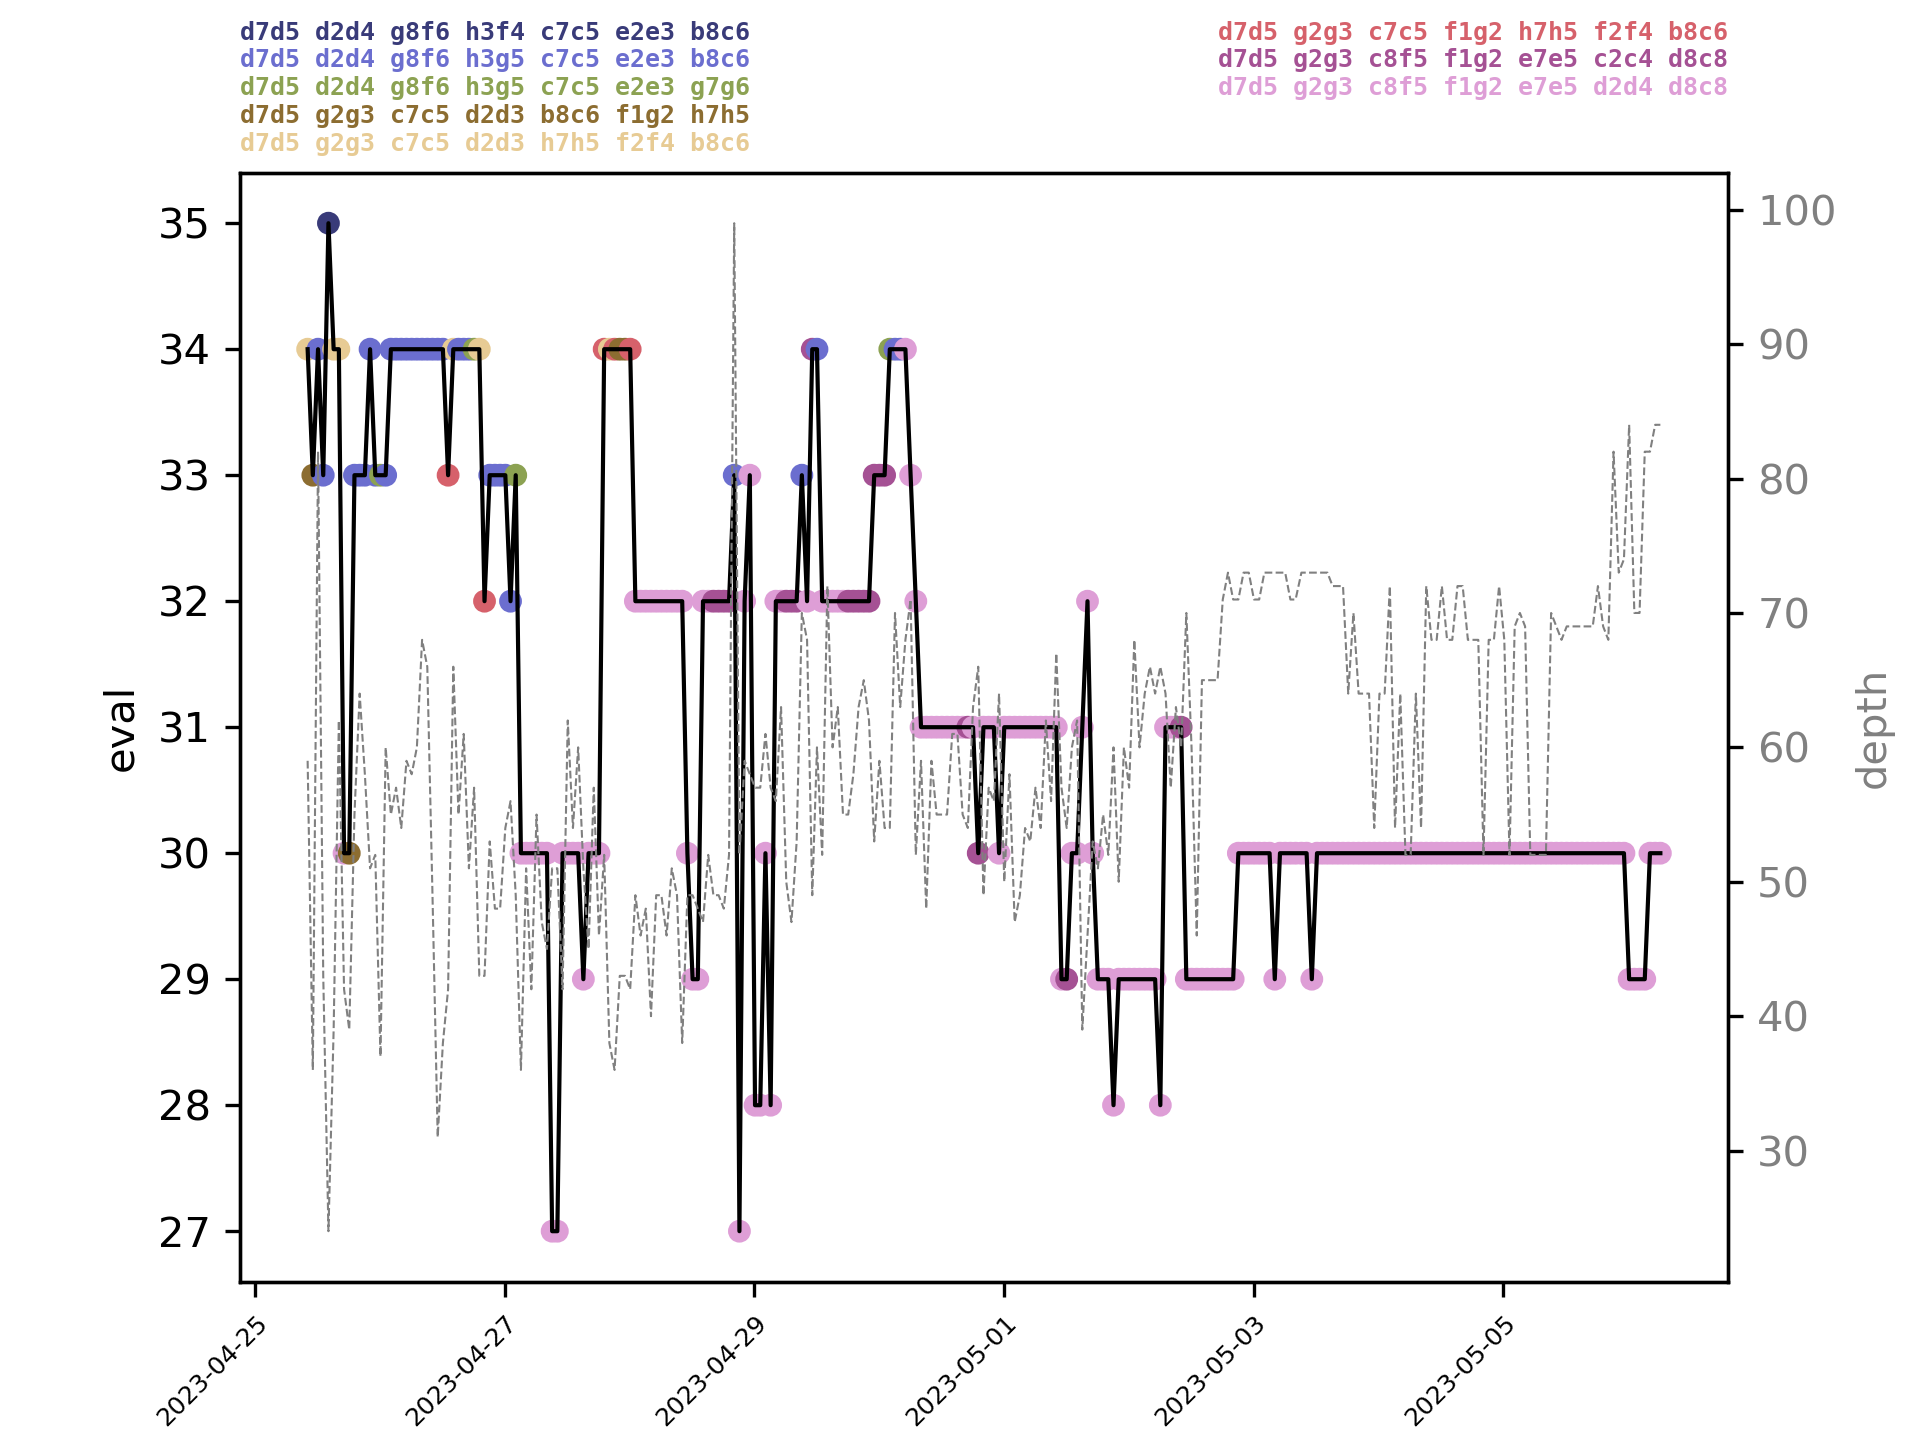 d7d5 d2d4 g8f6 h3f4 c7c5 e2e3 b8c6
d7d5 d2d4 g8f6 h3g5 c7c5 e2e3 b8c6
d7d5 d2d4 g8f6 h3g5 c7c5 e2e3 g7g6
d7d5 g2g3 c7c5 d2d3 b8c6 f1g2 h7h5
d7d5 g2g3 c7c5 d2d3 h7h5 f2f4 b8c6
d7d5 g2g3 c7c5 f1g2 h7h5 f2f4 b8c6
d7d5 g2g3 c8f5 f1g2 e7e5 c2c4 d8c8
d7d5 g2g3 c8f5 f1g2 e7e5 d2d4 d8c8
eval
35
34
33
32
31
30
29
28
27
100
90
80
70
60
50
40
30
depth
2023-04-25
2023-04-27
2023-04-29
2023-05-01
2023-05-03
2023-05-05